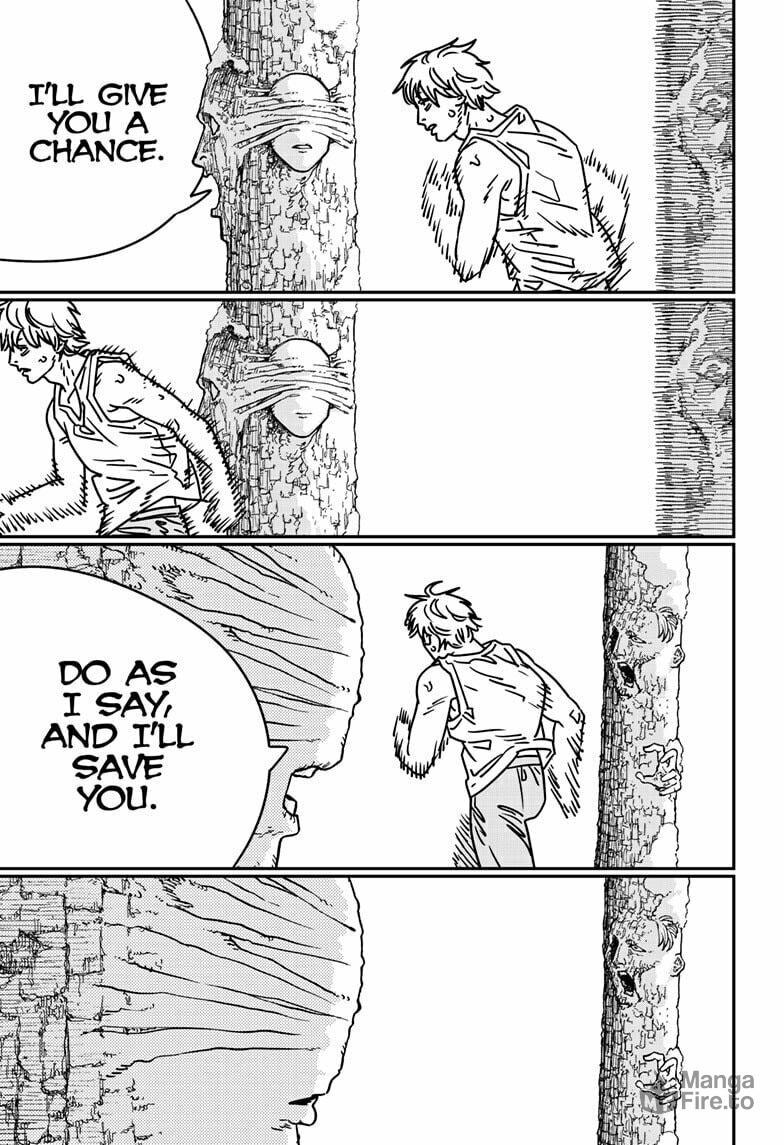 I'LL GIVE
YOU A
CHANCE.
DO AS
I SAY,
AND I'LL
SAVE
YOU.
Manga
Fire.to